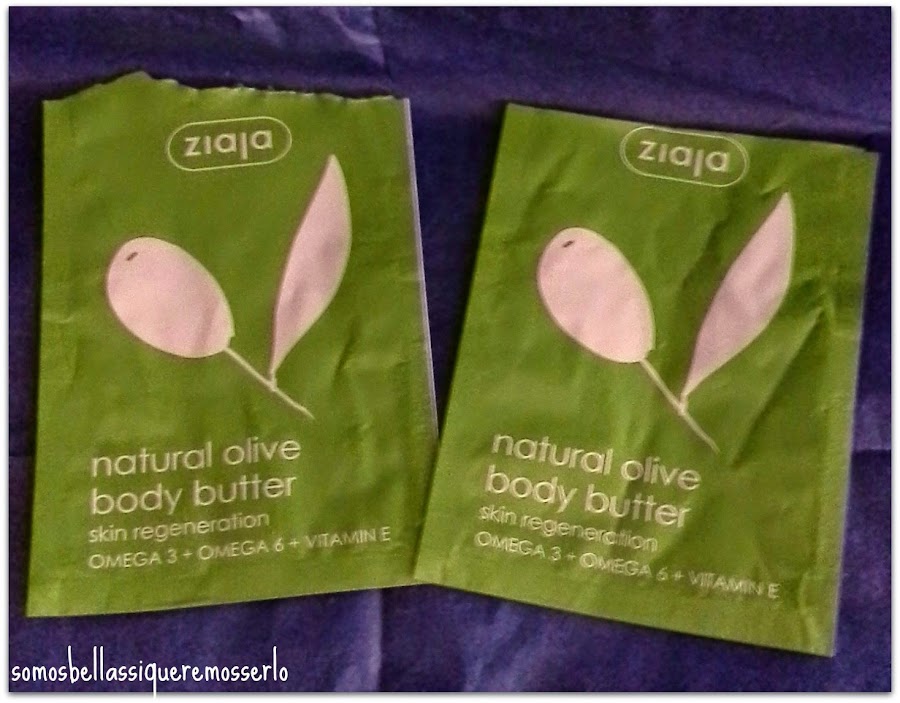 ziaja
natural olive
body butter
skin regeneration
OMEGA 3 + OMEGA 6 + VITAMIN E
ziaja
natural olive
body butter
skin regeneration
OMEGA 3 + OMEGA 6 + VITAMIN E
somosbellassiqueremosserlo